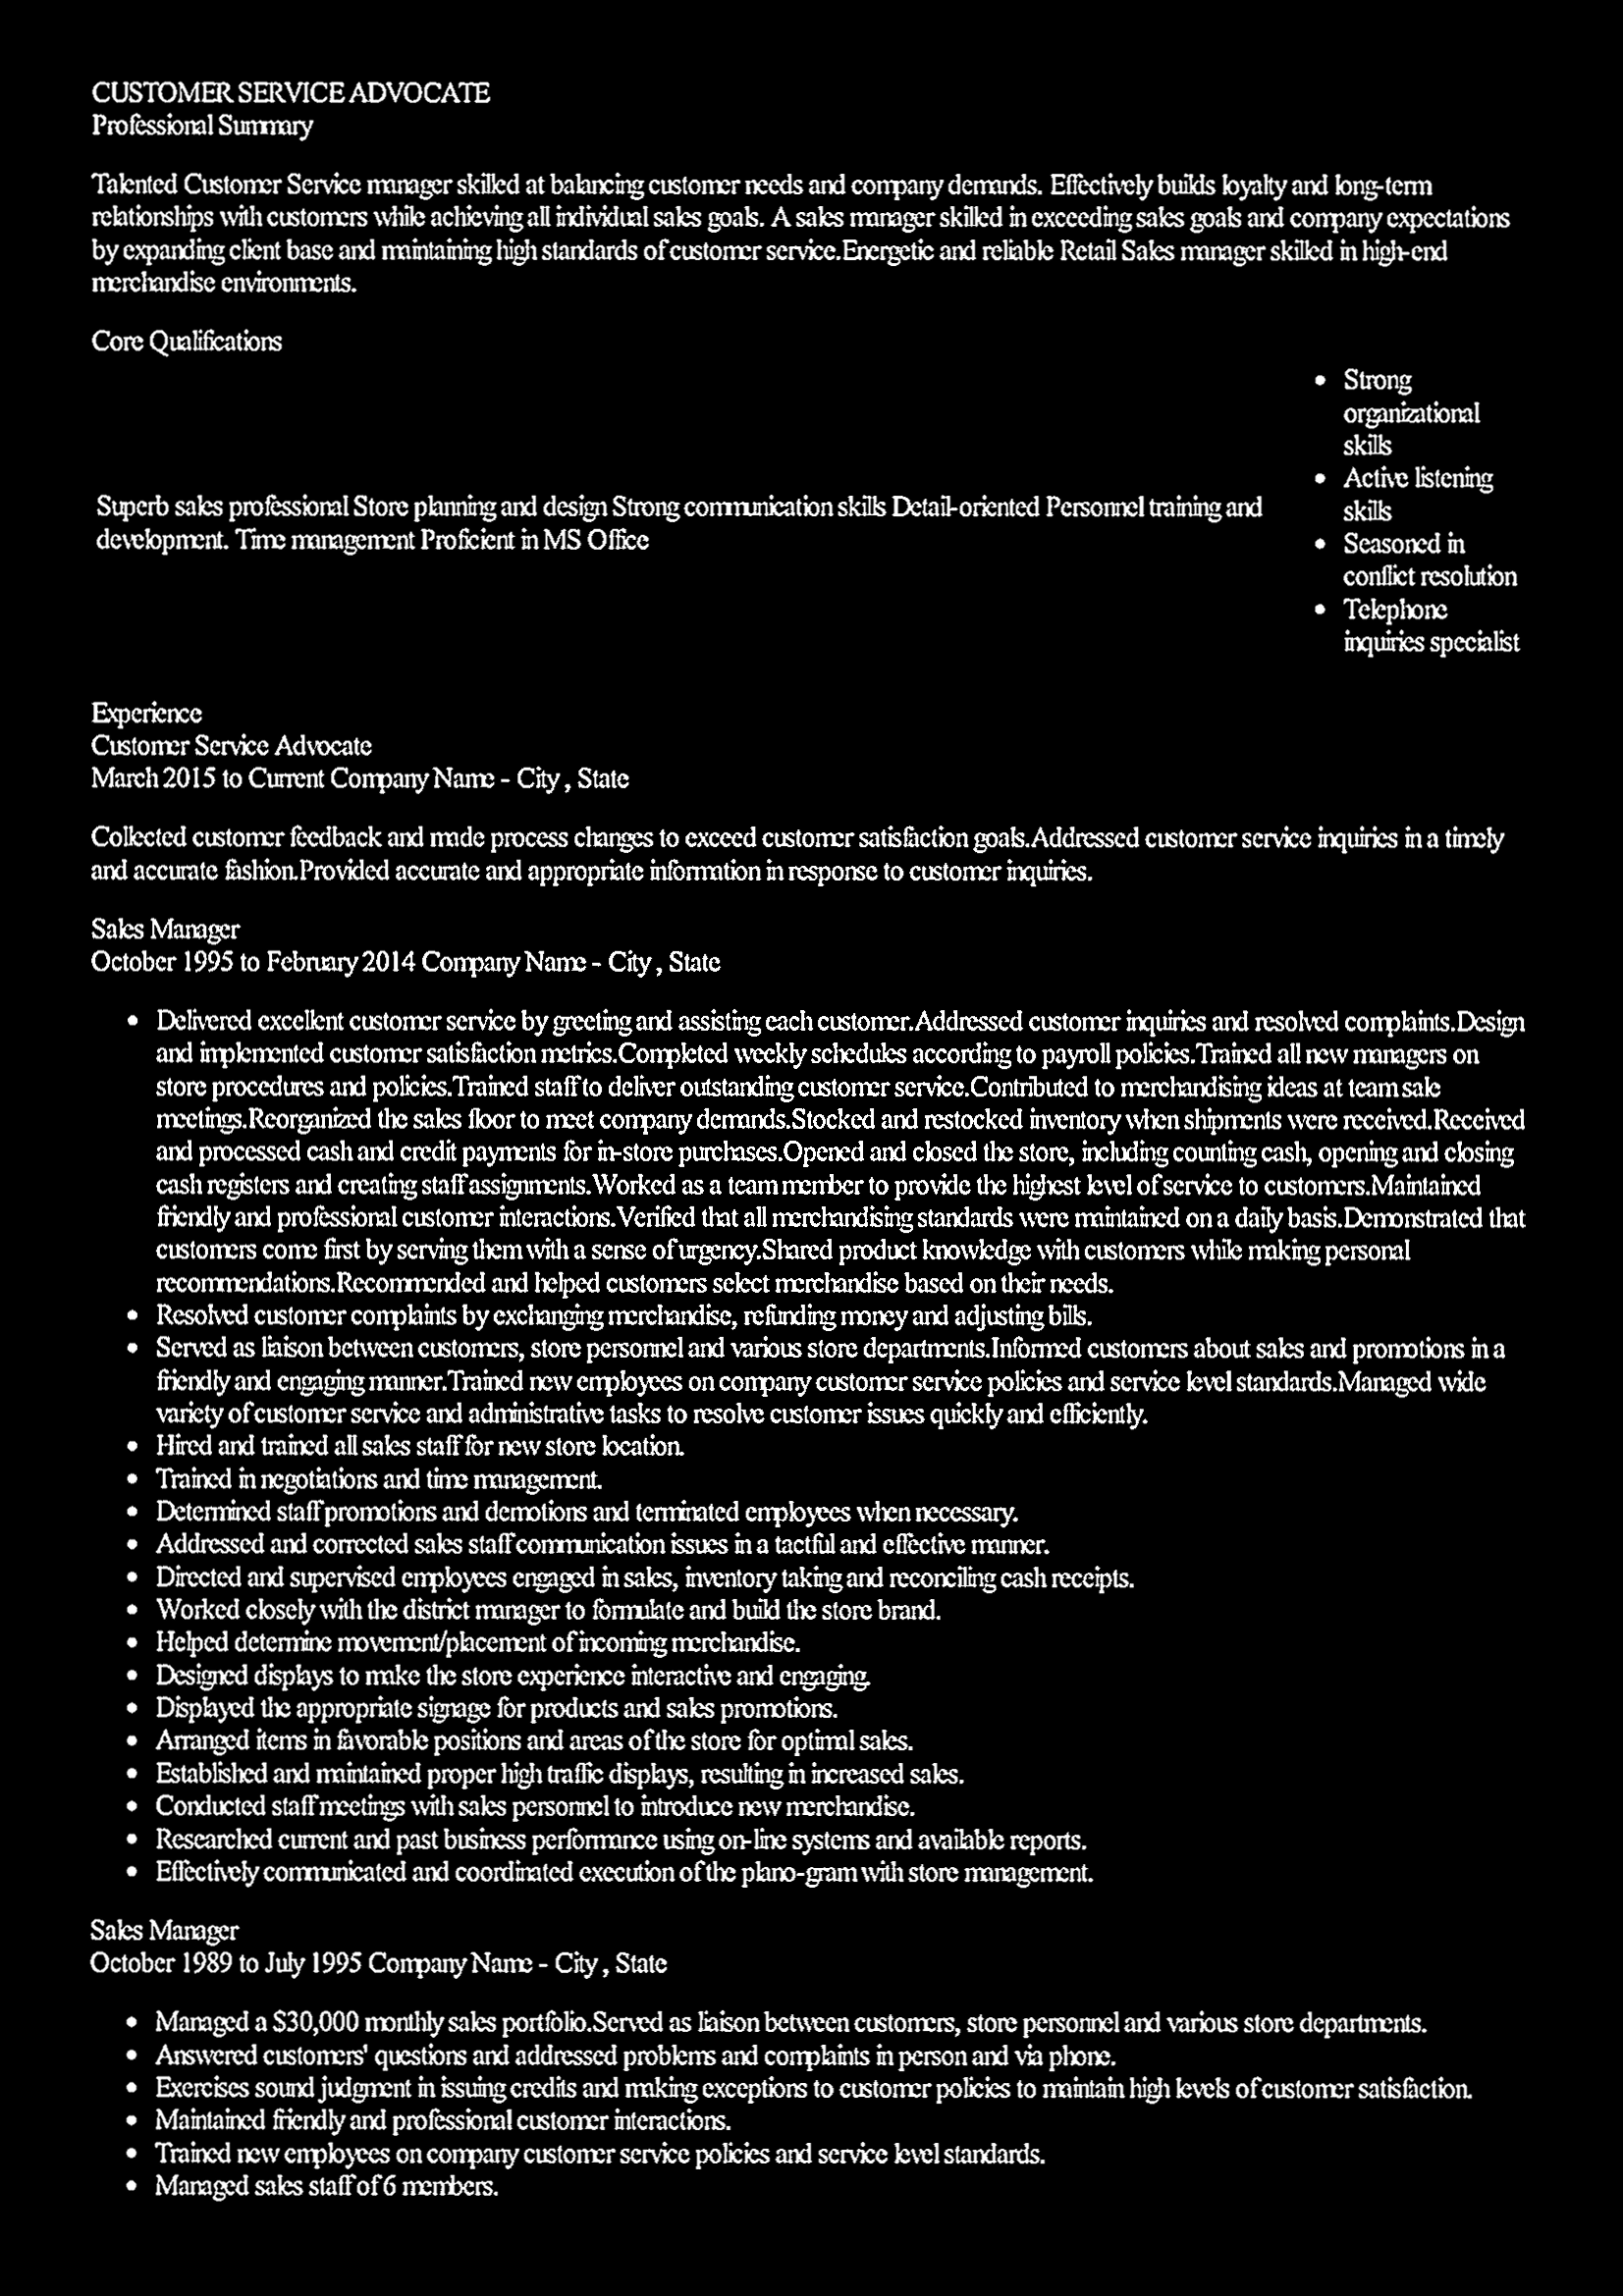 CUSTOMER SERVICE ADVOCATE
Professional Summary
Talented Customer Service manager skilled at balancing customer needs and company demands. Effectively builds loyalty and long-term
relationships with customers while achieving all individual sales goals. A sales manager skilled in exceeding sales goals and company expectations
by expanding client base and maintaining high standards of customer service.Energetic and reliable Retail Sales manager skilled in high-end
merchandise environments.
Core Qualifications
Superb sales professional Store planning and design Strong communication skills Detail-oriented Personnel training and
development. Time management Proficient in MS Office
• Strong
organizational
skills
• Active listening
skills
• Seasoned in
conflict resolution
• Telephone
inquiries specialist
Experience
Customer Service Advocate
March 2015 to Current Company Name - City , State
Collected customer feedback and made process changes to exceed customer satisfaction goals.Addressed customer service inquiries in a timely
and accurate fashion.Provided accurate and appropriate information in response to customer inquiries.
Sales Manager
October 1995 to February 2014 Company Name - City , State
• Delivered excellent customer service by greeting and assisting each customer.Addressed customer inquiries and resolved complaints.Design
and implemented customer satisfaction metrics.Completed weekly schedules according to payroll policies.Trained all new managers on
store procedures and policies.Trained staff to deliver outstanding customer service.Contributed to merchandising ideas at team sale
meetings.Reorganized the sales floor to meet company demands.Stocked and restocked inventory when shipments were received.Received
and processed cash and credit payments for in-store purchases.Opened and closed the store, including counting cash, opening and closing
cash registers and creating staff assignments.Worked as a team member to provide the highest level of service to customers.Maintained
friendly and professional customer interactions.Verified that all merchandising standards were maintained on a daily basis.Demonstrated that
customers come first by serving them with a sense of urgency.Shared product knowledge with customers while making personal
recommendations.Recommended and helped customers select merchandise based on their needs.
• Resolved customer complaints by exchanging merchandise, refunding money and adjusting bills.
• Served as liaison between customers, store personnel and various store departments.Informed customers about sales and promotions in a
friendly and engaging manner.Trained new employees on company customer service policies and service level standards.Managed wide
variety of customer service and administrative tasks to resolve customer issues quickly and efficiently.
• Hired and trained all sales staff for new store location.
• Trained in negotiations and time management.
• Determined staff promotions and demotions and terminated employees when necessary.
• Addressed and corrected sales staff communication issues in a tactful and effective manner.
• Directed and supervised employees engaged in sales, inventory taking and reconciling cash receipts.
• Worked closely with the district manager to formulate and build the store brand.
• Helped determine movement/placement of incoming merchandise.
• Designed displays to make the store experience interactive and engaging.
• Displayed the appropriate signage for products and sales promotions.
• Arranged items in favorable positions and areas of the store for optimal sales.
• Established and maintained proper high traffic displays, resulting in increased sales.
• Conducted staff meetings with sales personnel to introduce new merchandise.
• Researched current and past business performance using on-line systems and available reports.
• Effectively communicated and coordinated execution of the plano-gram with store management.
Sales Manager
October 1989 to July 1995 Company Name - City , State
• Managed a $30,000 monthly sales portfolio.Served as liaison between customers, store personnel and various store departments.
• Answered customers' questions and addressed problems and complaints in person and via phone.
• Exercises sound judgment in issuing credits and making exceptions to customer policies to maintain high levels of customer satisfaction.
• Maintained friendly and professional customer interactions.
• Trained new employees on company customer service policies and service level standards.
• Managed sales staff of 6 members.